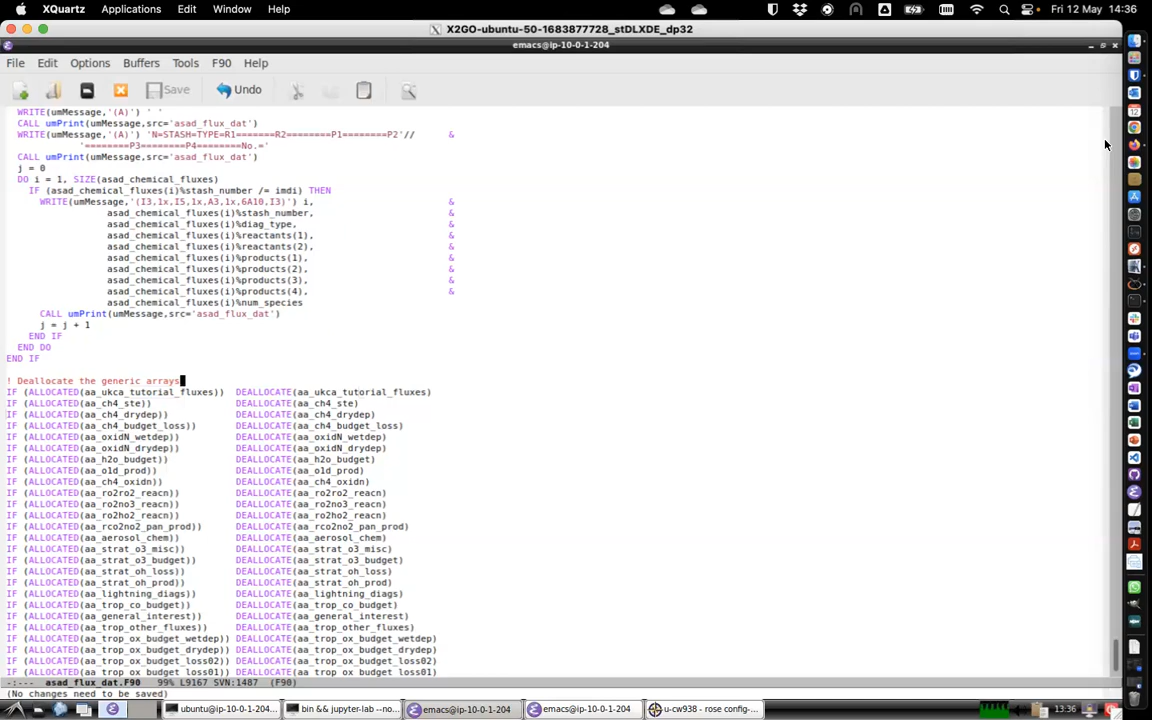 XQuartz Applications Edit Window Help Fri 12 May 14:36
X2GO-ubuntu-50-1683877728_stDLXDE_dp32
emacs@ip-10-0-1-204
File Edit Options Buffers Tools F90 Help
Save Undo
WRITE(umMessage,'(A)') ' '
CALL umPrint(umMessage,src='asad_flux_dat')
WRITE(umMessage,'(A)') 'N=STASH=TYPE=R1=======R2========P1========P2'// &
'========P3========P4========No.='
CALL umPrint(umMessage,src='asad_flux_dat')
j = 0
DO i = 1, SIZE(asad_chemical_fluxes)
IF (asad_chemical_fluxes(i)%stash_number /= imdi) THEN
WRITE(umMessage,'(I3,1x,I5,1x,A3,1x,6A10,I3)') i, &
asad_chemical_fluxes(i)%stash_number, &
asad_chemical_fluxes(i)%diag_type, &
asad_chemical_fluxes(i)%reactants(1), &
asad_chemical_fluxes(i)%reactants(2), &
asad_chemical_fluxes(i)%products(1), &
asad_chemical_fluxes(i)%products(2), &
asad_chemical_fluxes(i)%products(3), &
asad_chemical_fluxes(i)%products(4), &
asad_chemical_fluxes(i)%num_species
CALL umPrint(umMessage,src='asad_flux_dat')
j = j + 1
END IF
END DO
END IF
! Deallocate the generic arrays
IF (ALLOCATED(aa_ukca_tutorial_fluxes)) DEALLOCATE(aa_ukca_tutorial_fluxes)
IF (ALLOCATED(aa_ch4_ste)) DEALLOCATE(aa_ch4_ste)
IF (ALLOCATED(aa_ch4_drydep)) DEALLOCATE(aa_ch4_drydep)
IF (ALLOCATED(aa_ch4_budget_loss)) DEALLOCATE(aa_ch4_budget_loss)
IF (ALLOCATED(aa_oxidN_wetdep)) DEALLOCATE(aa_oxidN_wetdep)
IF (ALLOCATED(aa_oxidN_drydep)) DEALLOCATE(aa_oxidN_drydep)
IF (ALLOCATED(aa_h2o_budget)) DEALLOCATE(aa_h2o_budget)
IF (ALLOCATED(aa_o1d_prod)) DEALLOCATE(aa_o1d_prod)
IF (ALLOCATED(aa_ch4_oxidn)) DEALLOCATE(aa_ch4_oxidn)
IF (ALLOCATED(aa_ro2ro2_reacn)) DEALLOCATE(aa_ro2ro2_reacn)
IF (ALLOCATED(aa_ro2no3_reacn)) DEALLOCATE(aa_ro2no3_reacn)
IF (ALLOCATED(aa_ro2ho2_reacn)) DEALLOCATE(aa_ro2ho2_reacn)
IF (ALLOCATED(aa_rco2no2_pan_prod)) DEALLOCATE(aa_rco2no2_pan_prod)
IF (ALLOCATED(aa_aerosol_chem)) DEALLOCATE(aa_aerosol_chem)
IF (ALLOCATED(aa_strat_o3_misc)) DEALLOCATE(aa_strat_o3_misc)
IF (ALLOCATED(aa_strat_o3_budget)) DEALLOCATE(aa_strat_o3_budget)
IF (ALLOCATED(aa_strat_oh_loss)) DEALLOCATE(aa_strat_oh_loss)
IF (ALLOCATED(aa_strat_oh_prod)) DEALLOCATE(aa_strat_oh_prod)
IF (ALLOCATED(aa_lightning_diags)) DEALLOCATE(aa_lightning_diags)
IF (ALLOCATED(aa_trop_co_budget)) DEALLOCATE(aa_trop_co_budget)
IF (ALLOCATED(aa_general_interest)) DEALLOCATE(aa_general_interest)
IF (ALLOCATED(aa_trop_other_fluxes)) DEALLOCATE(aa_trop_other_fluxes)
IF (ALLOCATED(aa_trop_ox_budget_wetdep)) DEALLOCATE(aa_trop_ox_budget_wetdep)
IF (ALLOCATED(aa_trop_ox_budget_drydep)) DEALLOCATE(aa_trop_ox_budget_drydep)
IF (ALLOCATED(aa_trop_ox_budget_loss02)) DEALLOCATE(aa_trop_ox_budget_loss02)
IF (ALLOCATED(aa_trop_ox_budget_loss01)) DEALLOCATE(aa_trop_ox_budget_loss01)
-:--- asad_flux_dat.F90 99% L9167 SVN:1487 (F90)
(No changes need to be saved)
ubuntu@ip-10-0-1-204... bin && jupyter-lab --no... emacs@ip-10-0-1-204 emacs@ip-10-0-1-204 u-cw938 - rose config-... 13:36